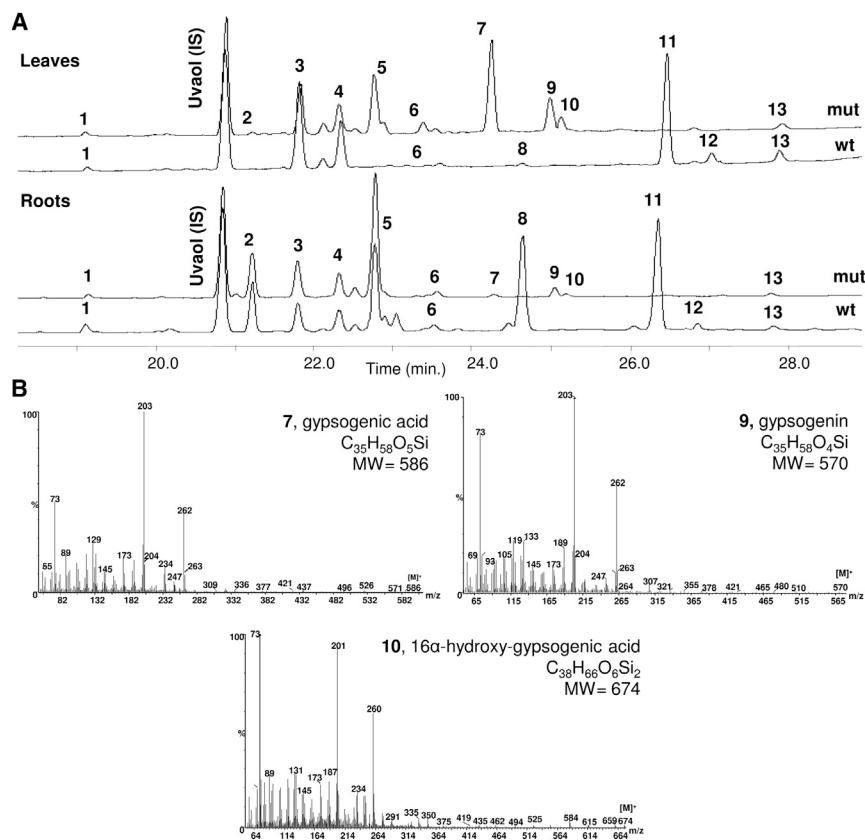 A
Leaves
Uvaol (IS)
1
2
3
4
5
6
7
9
10
11
13
mut
1
6
8
12
13
wt
Roots
Uvaol (IS)
1
2
3
4
5
6
7
8
9
10
11
13
mut
1
6
12
13
wt
20.0 22.0 24.0 26.0 28.0
Time (min.)
B
7, gypsogenic acid
C₃₅H₅₈O₅Si
MW= 586
100
%
55 73 89 129 145 173 203 204 234 247 262 263 309 336 377 421 437 496 526 571 586
[M]⁺
82 132 182 232 282 332 382 432 482 532 582 m/z
9, gypsogenin
C₃₅H₅₈O₄Si
MW= 570
100
%
69 73 93 105 119 133 145 173 189 203 204 247 262 263 264 307 321 355 378 421 465 480 510 570
[M]⁺
65 115 165 215 265 315 365 415 465 515 565 m/z
10, 16α-hydroxy-gypsogenic acid
C₃₈H₆₆O₆Si₂
MW= 674
100
%
73 89 131 145 173 187 201 234 260 291 335 350 375 419 435 462 494 525 584 615 659 674
[M]⁺
64 114 164 214 264 314 364 414 464 514 564 614 664 m/z